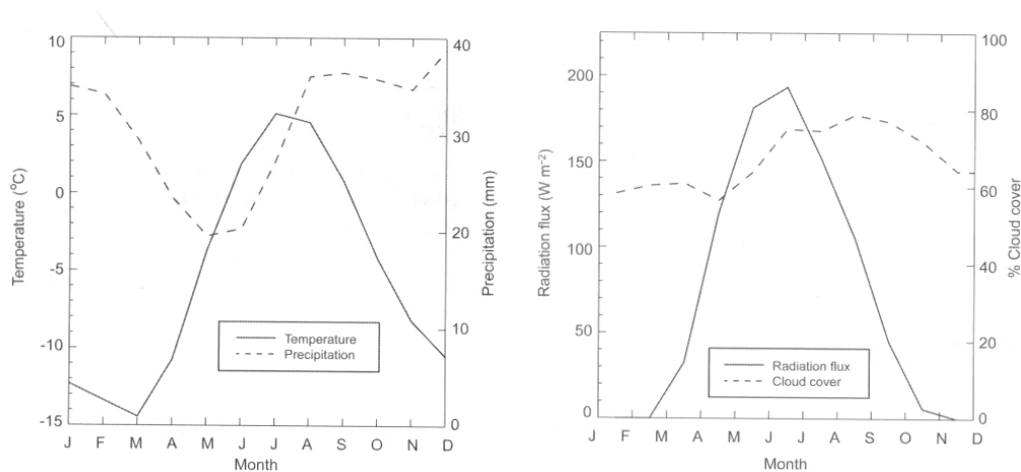 10
5
0
-5
-10
-15
Temperature (°C)
40
30
20
10
0
Precipitation (mm)
Temperature
Precipitation
J F M A M J J A S O N D
Month
200
150
100
50
0
Radiation flux (W m⁻²)
100
80
60
40
20
0
% Cloud cover
Radiation flux
Cloud cover
J F M A M J J A S O N D
Month